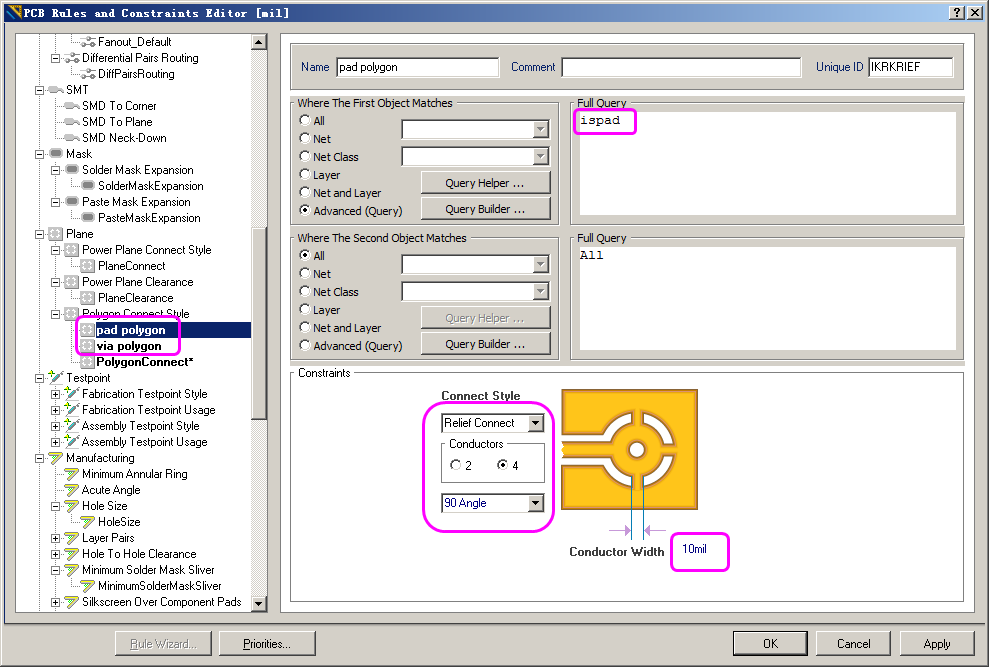 PCB Rules and Constraints Editor [mil]
Fanout_Default
Differential Pairs Routing
DiffPairsRouting
SMT
SMD To Corner
SMD To Plane
SMD Neck-Down
Mask
Solder Mask Expansion
SolderMaskExpansion
Paste Mask Expansion
PasteMaskExpansion
Plane
Power Plane Connect Style
PlaneConnect
Power Plane Clearance
PlaneClearance
Polygon Connect Style
pad polygon
via polygon
PolygonConnect*
Testpoint
Fabrication Testpoint Style
Fabrication Testpoint Usage
Assembly Testpoint Style
Assembly Testpoint Usage
Manufacturing
Minimum Annular Ring
Acute Angle
Hole Size
HoleSize
Layer Pairs
Hole To Hole Clearance
Minimum Solder Mask Sliver
MinimumSolderMaskSliver
Silkscreen Over Component Pads
Name pad polygon Comment Unique ID IKRKRIEF
Where The First Object Matches
All
Net
Net Class
Layer
Net and Layer
Advanced (Query)
Query Helper ...
Query Builder ...
Full Query
ispad
Where The Second Object Matches
All
Net
Net Class
Layer
Net and Layer
Advanced (Query)
Query Helper ...
Query Builder ...
Full Query
All
Constraints
Connect Style
Relief Connect
Conductors
2 4
90 Angle
Conductor Width 10mil
Rule Wizard... Priorities... OK Cancel Apply